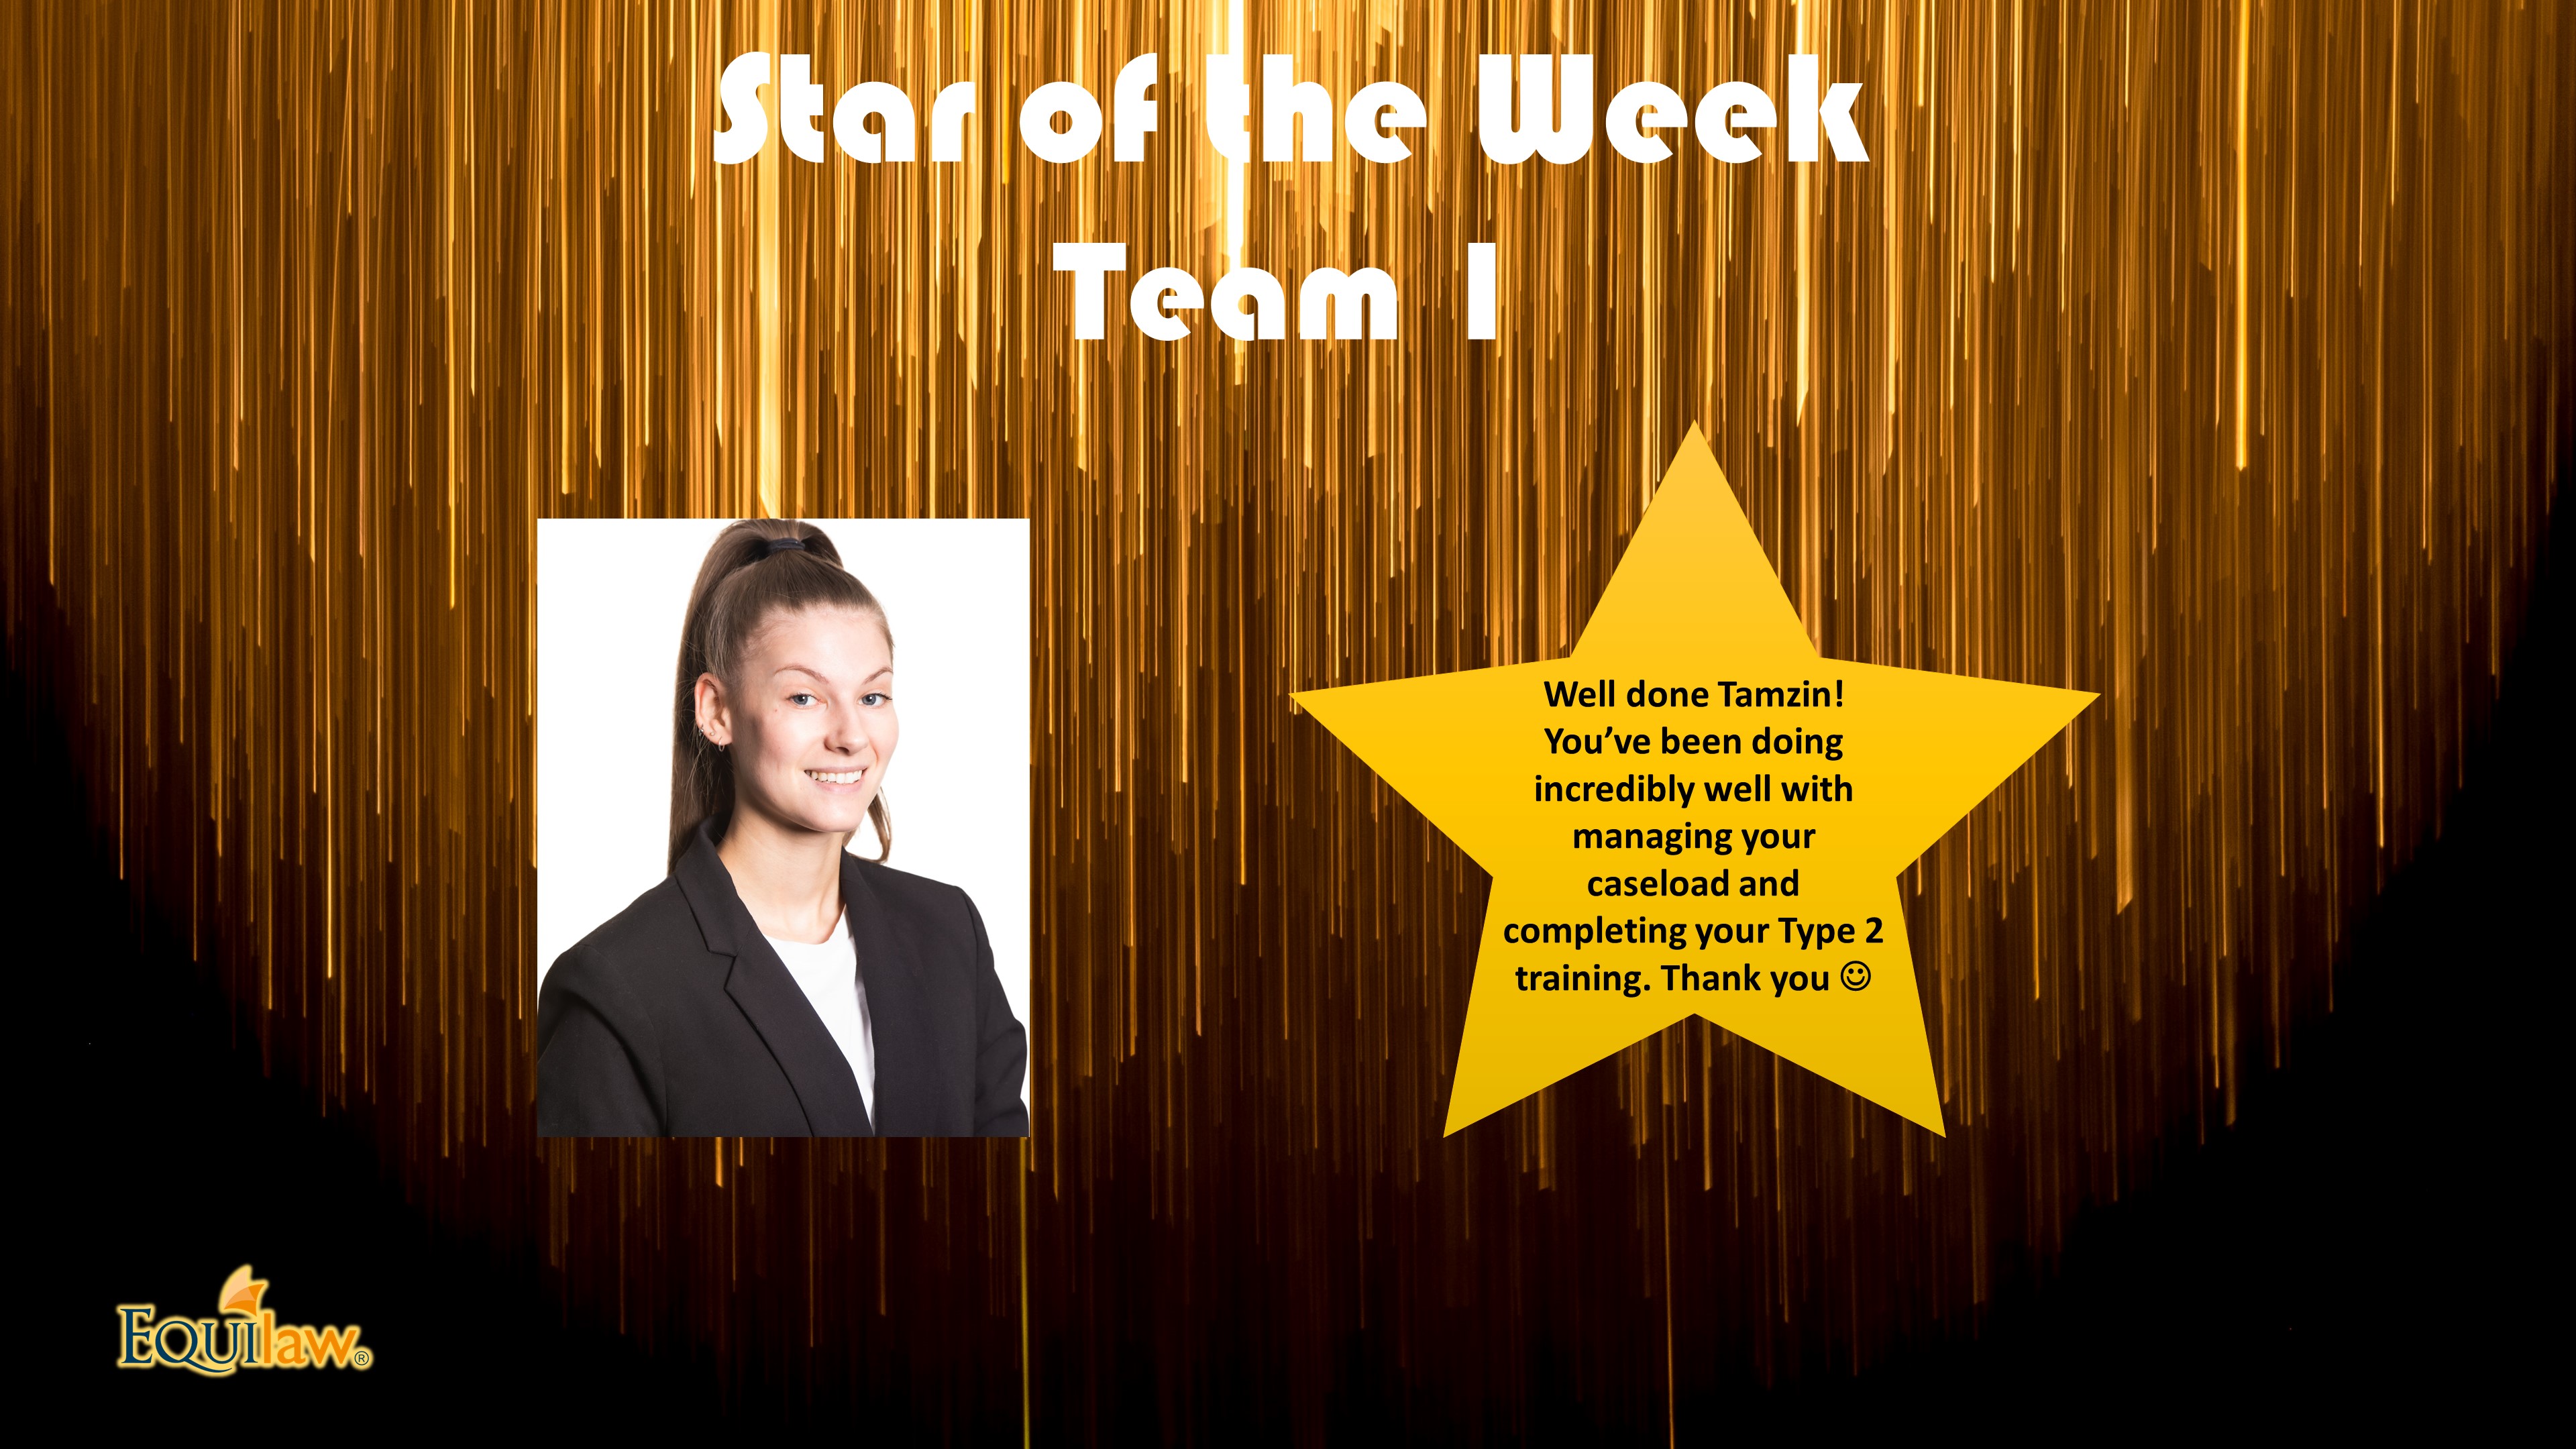 Star of the Week
Team 1
Well done Tamzin!
You’ve been doing
incredibly well with
managing your
caseload and
completing your Type 2
training. Thank you ☺
EQUIlaw®